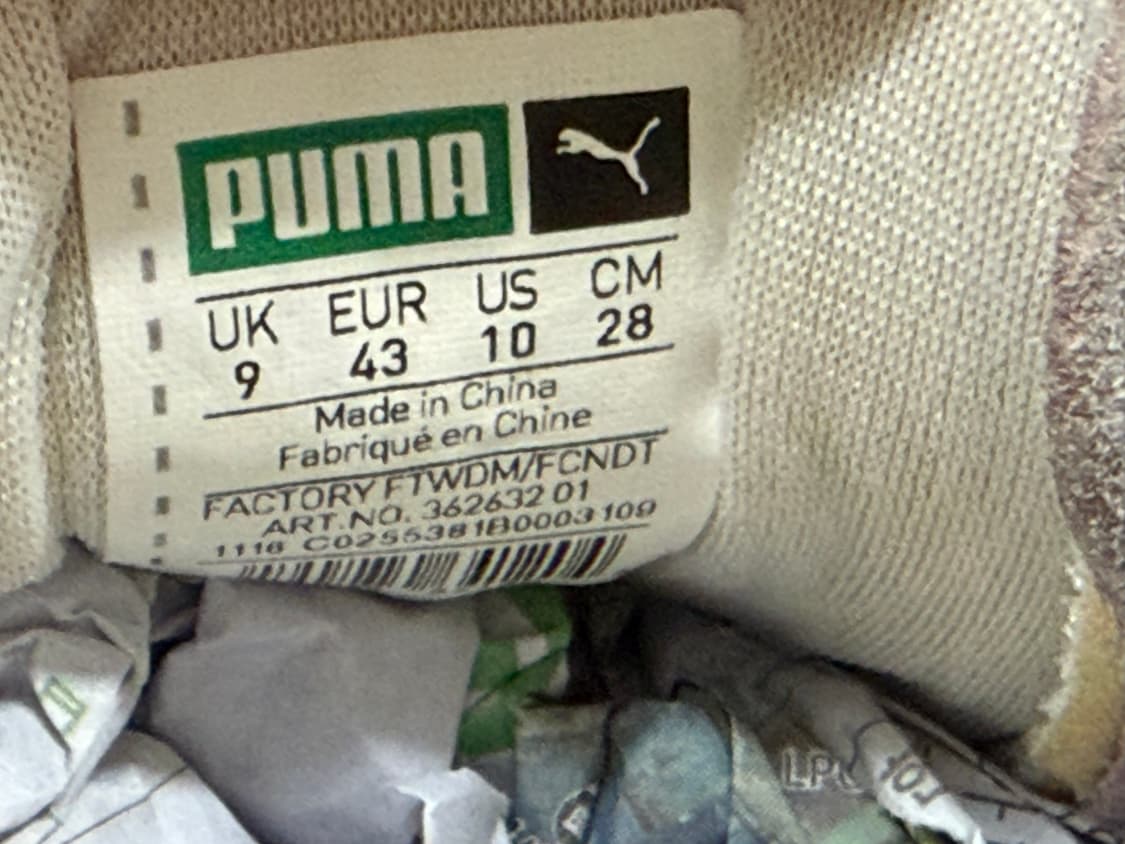 PUMA
UK EUR US CM
9 43 10 28
Made in China
Fabriqué en Chine
FACTORY FTWDM/FCNDT
ART.NO. 362632 01
1118 C0255381B0003109